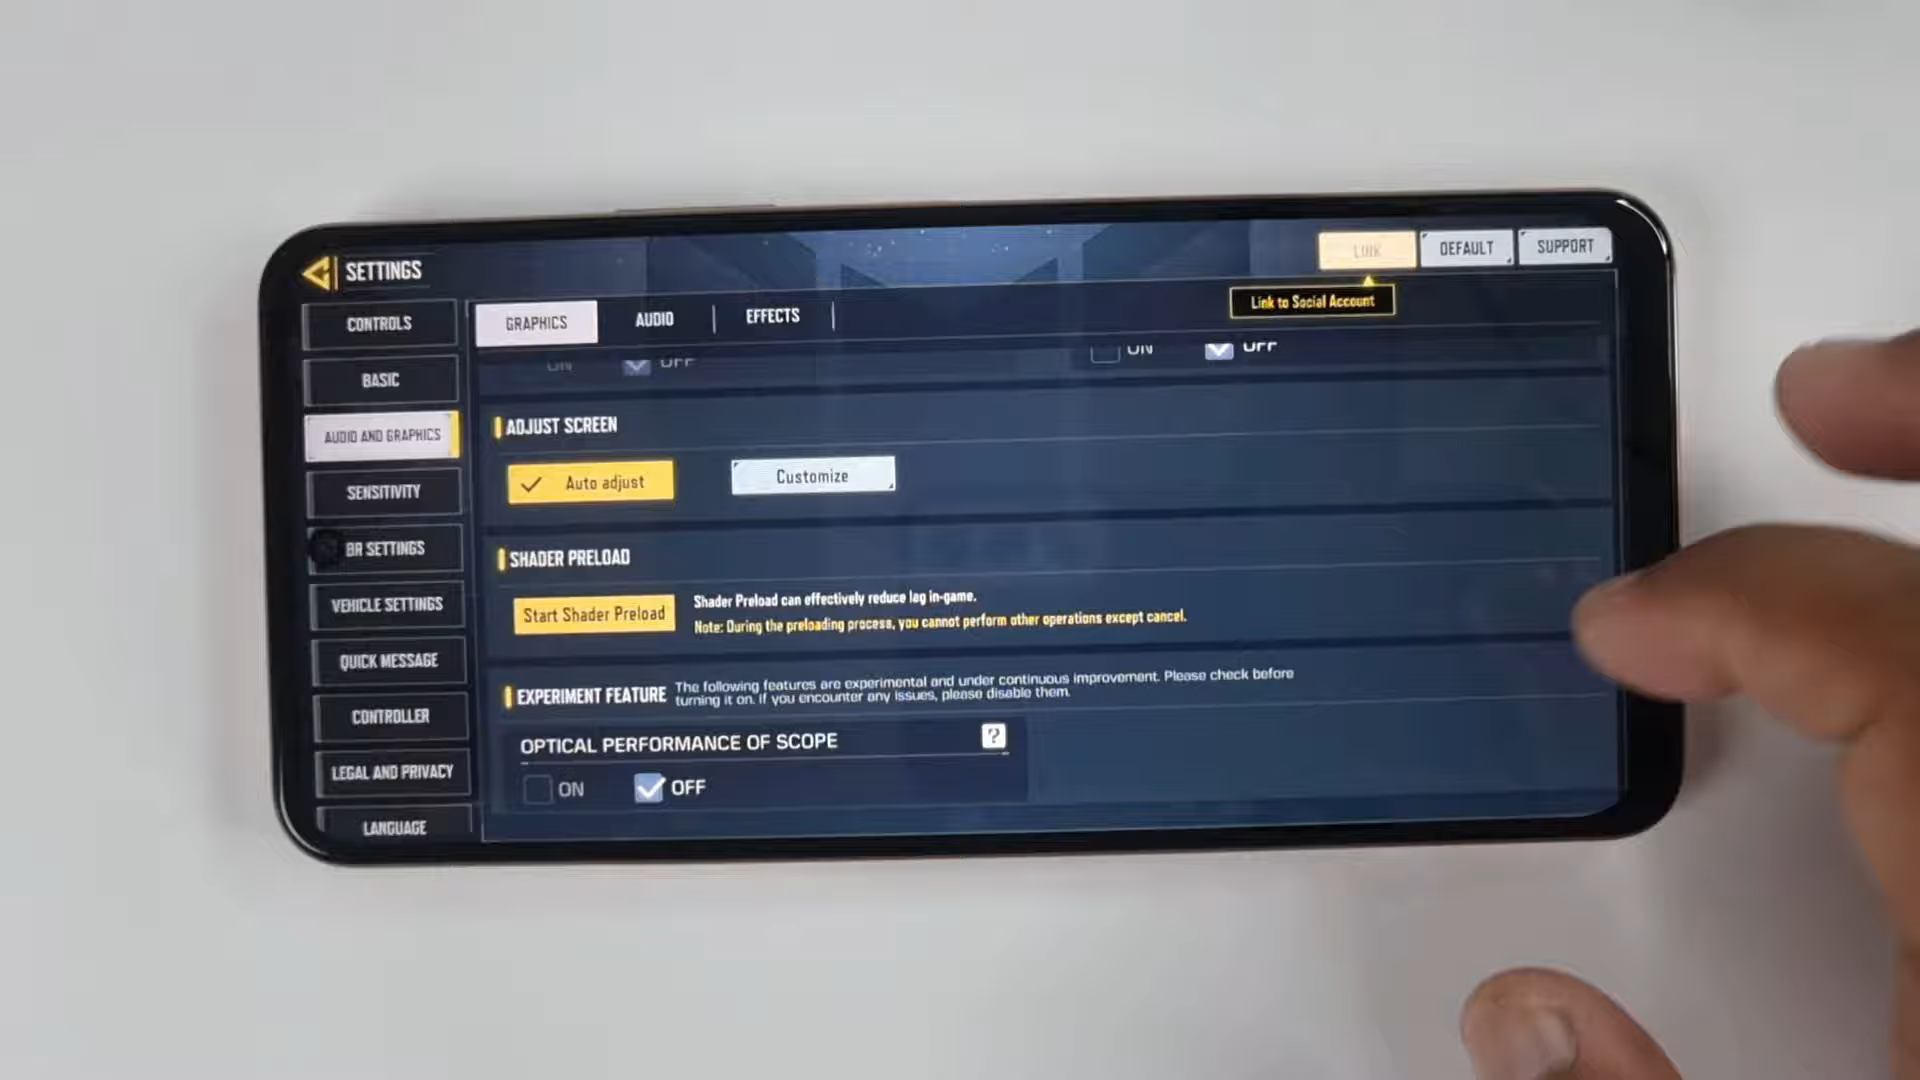 SETTINGS
LINK
DEFAULT
SUPPORT
Link to Social Account
CONTROLS
BASIC
AUDIO AND GRAPHICS
SENSITIVITY
BR SETTINGS
VEHICLE SETTINGS
QUICK MESSAGE
CONTROLLER
LEGAL AND PRIVACY
LANGUAGE
GRAPHICS
AUDIO
EFFECTS
ON
OFF
ON
OFF
ADJUST SCREEN
Auto adjust
Customize
SHADER PRELOAD
Start Shader Preload
Shader Preload can effectively reduce lag in-game.
Note: During the preloading process, you cannot perform other operations except cancel.
EXPERIMENT FEATURE
The following features are experimental and under continuous improvement. Please check before
turning it on. If you encounter any issues, please disable them.
OPTICAL PERFORMANCE OF SCOPE
?
ON
OFF